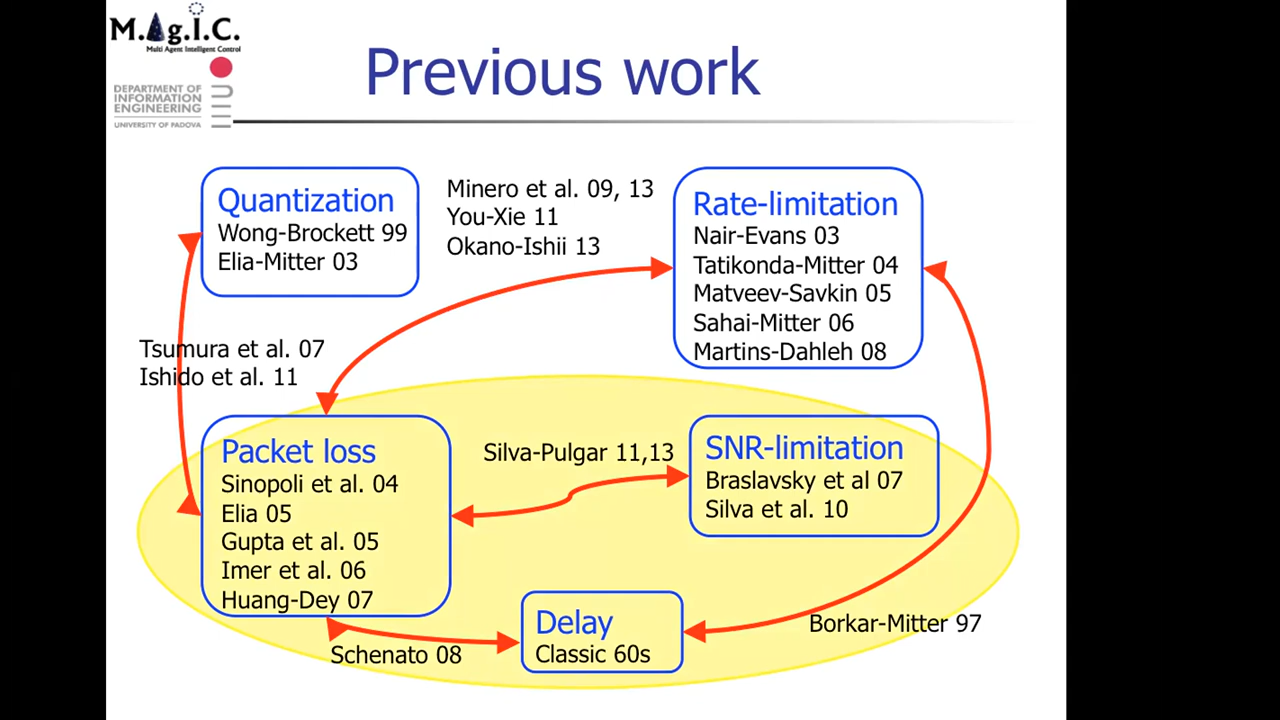 M.Ag.I.C.
Multi Agent Intelligent Control
DEPARTMENT OF
INFORMATION
ENGINEERING
UNIVERSITY OF PADOVA
Previous work
Quantization
Wong-Brockett 99
Elia-Mitter 03
Minero et al. 09, 13
You-Xie 11
Okano-Ishii 13
Rate-limitation
Nair-Evans 03
Tatikonda-Mitter 04
Matveev-Savkin 05
Sahai-Mitter 06
Martins-Dahleh 08
Tsumura et al. 07
Ishido et al. 11
Packet loss
Sinopoli et al. 04
Elia 05
Gupta et al. 05
Imer et al. 06
Huang-Dey 07
Silva-Pulgar 11,13
SNR-limitation
Braslavsky et al 07
Silva et al. 10
Delay
Classic 60s
Schenato 08
Borkar-Mitter 97